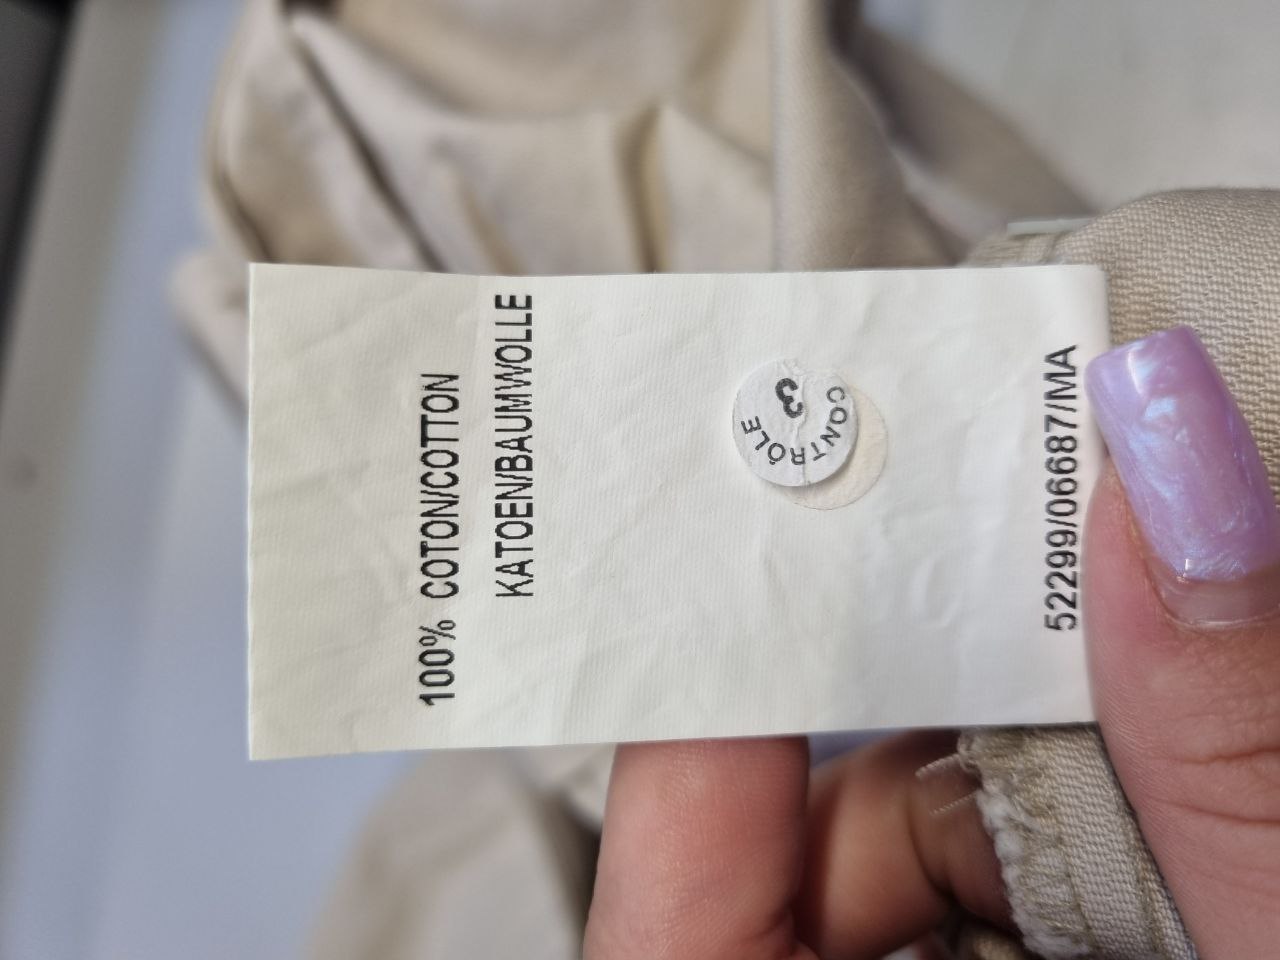 100% COTON/COTTON
KATOEN/BAUMWOLLE
CONTRÔLE
3
52299/06687/MA